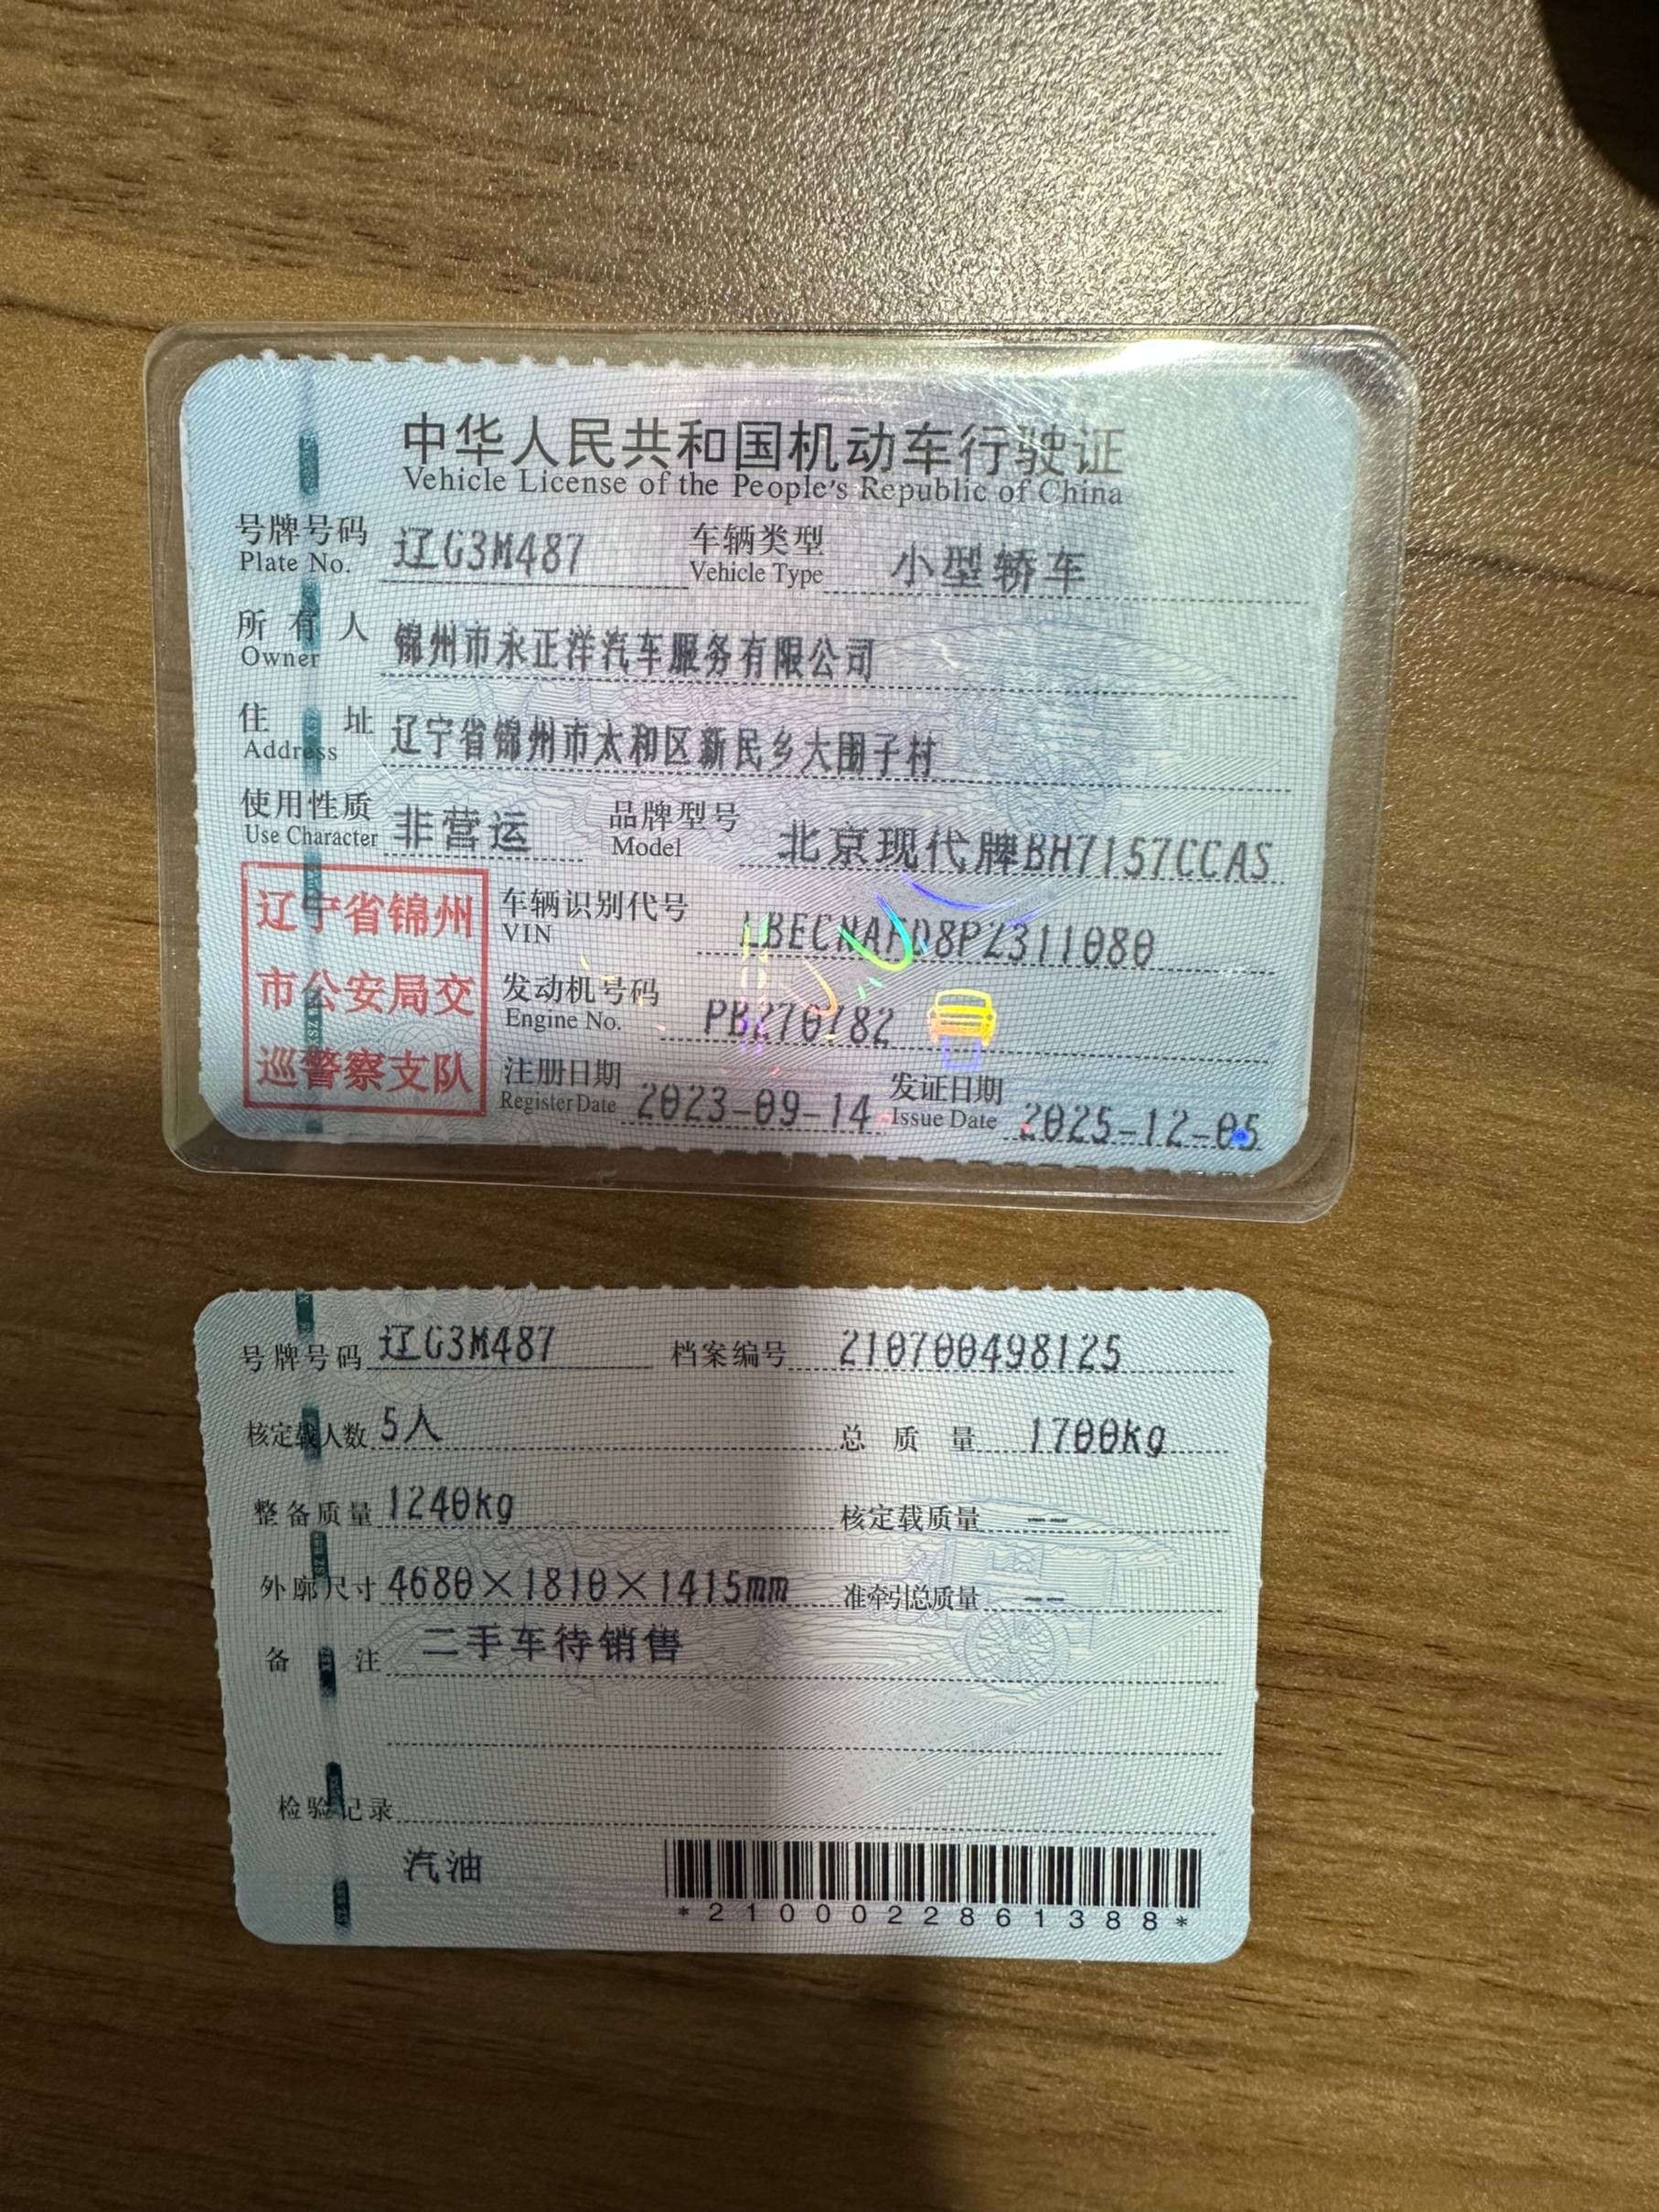 中华人民共和国机动车行驶证
Vehicle License of the People's Republic of China
号牌号码 辽G3M487 车辆类型 小型轿车
Plate No. Vehicle Type
所有人 锦州市永正洋汽车服务有限公司
Owner
住址 辽宁省锦州市太和区新民乡大围子村
Address
使用性质 非营运 品牌型号 北京现代牌BH7157CCAS
Use Character Model
辽宁省锦州
市公安局交
巡警察支队
车辆识别代号 LBECNAFD8PZ311080
VIN
发动机号码
Engine No.
注册日期 2023-09-14 发证日期 2025-12-05
Register Date Issue Date
号牌号码 辽G3M487 档案编号 210700498125
核定载人数 5人 总质量 1700kg
整备质量 1240kg 核定载质量 --
外廓尺寸 4680×1810×1415mm 准牵引总质量 --
备注 二手车待销售
检验记录
汽油
*2100022861388*